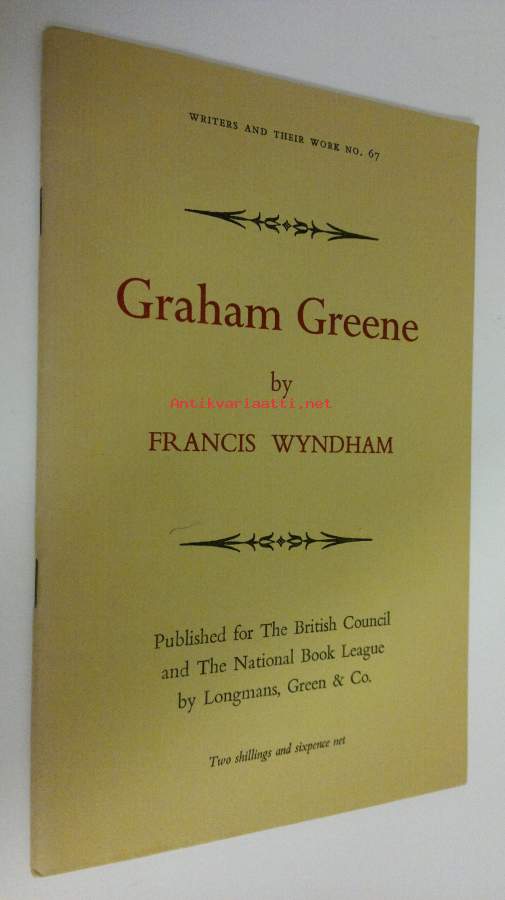 WRITERS AND THEIR WORK NO. 67
Graham Greene
by
Antikvariaatti.net
FRANCIS WYNDHAM
Published for The British Council
and The National Book League
by Longmans, Green & Co.
Two shillings and sixpence net